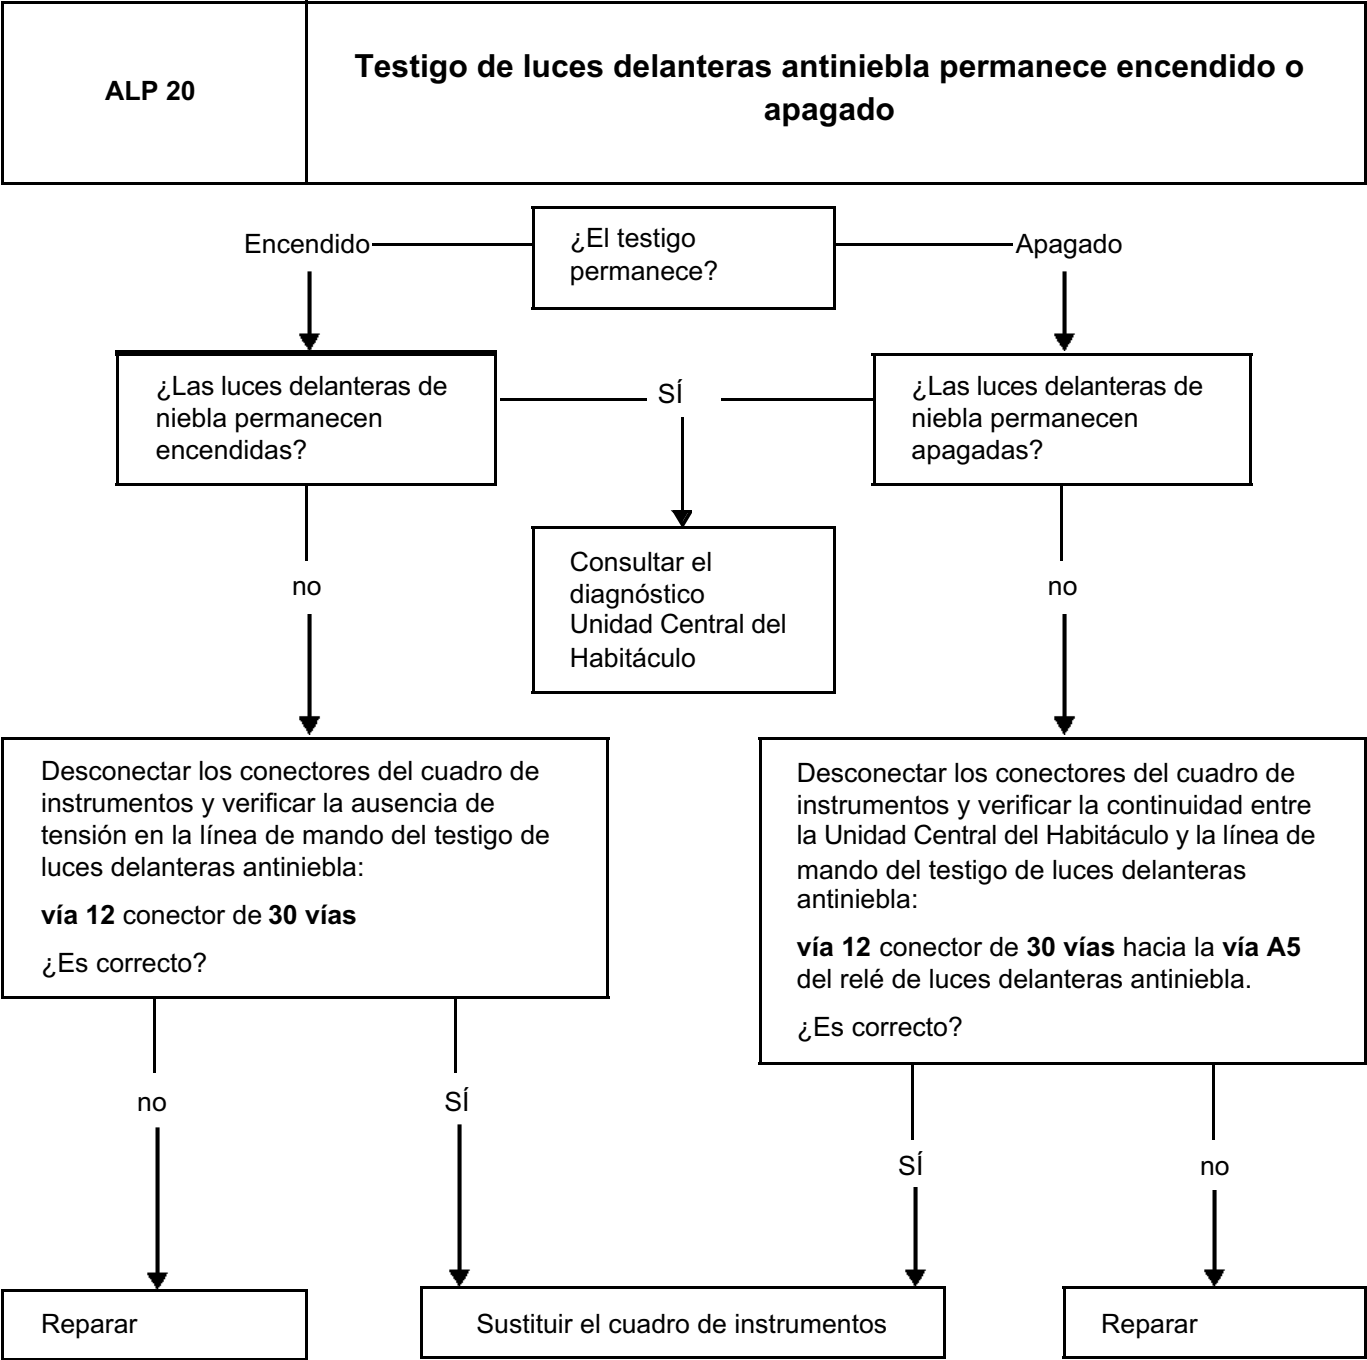 ALP 20
Testigo de luces delanteras antiniebla permanece encendido o
apagado
Encendido
¿El testigo
permanece?
Apagado
¿Las luces delanteras de
niebla permanecen
encendidas?
SÍ
¿Las luces delanteras de
niebla permanecen
apagadas?
no
Consultar el
diagnóstico
Unidad Central del
Habitáculo
no
Desconectar los conectores del cuadro de
instrumentos y verificar la ausencia de
tensión en la línea de mando del testigo de
luces delanteras antiniebla:
vía 12 conector de 30 vías
¿Es correcto?
Desconectar los conectores del cuadro de
instrumentos y verificar la continuidad entre
la Unidad Central del Habitáculo y la línea de
mando del testigo de luces delanteras
antiniebla:
vía 12 conector de 30 vías hacia la vía A5
del relé de luces delanteras antiniebla.
¿Es correcto?
no
SÍ
SÍ
no
Reparar
Sustituir el cuadro de instrumentos
Reparar